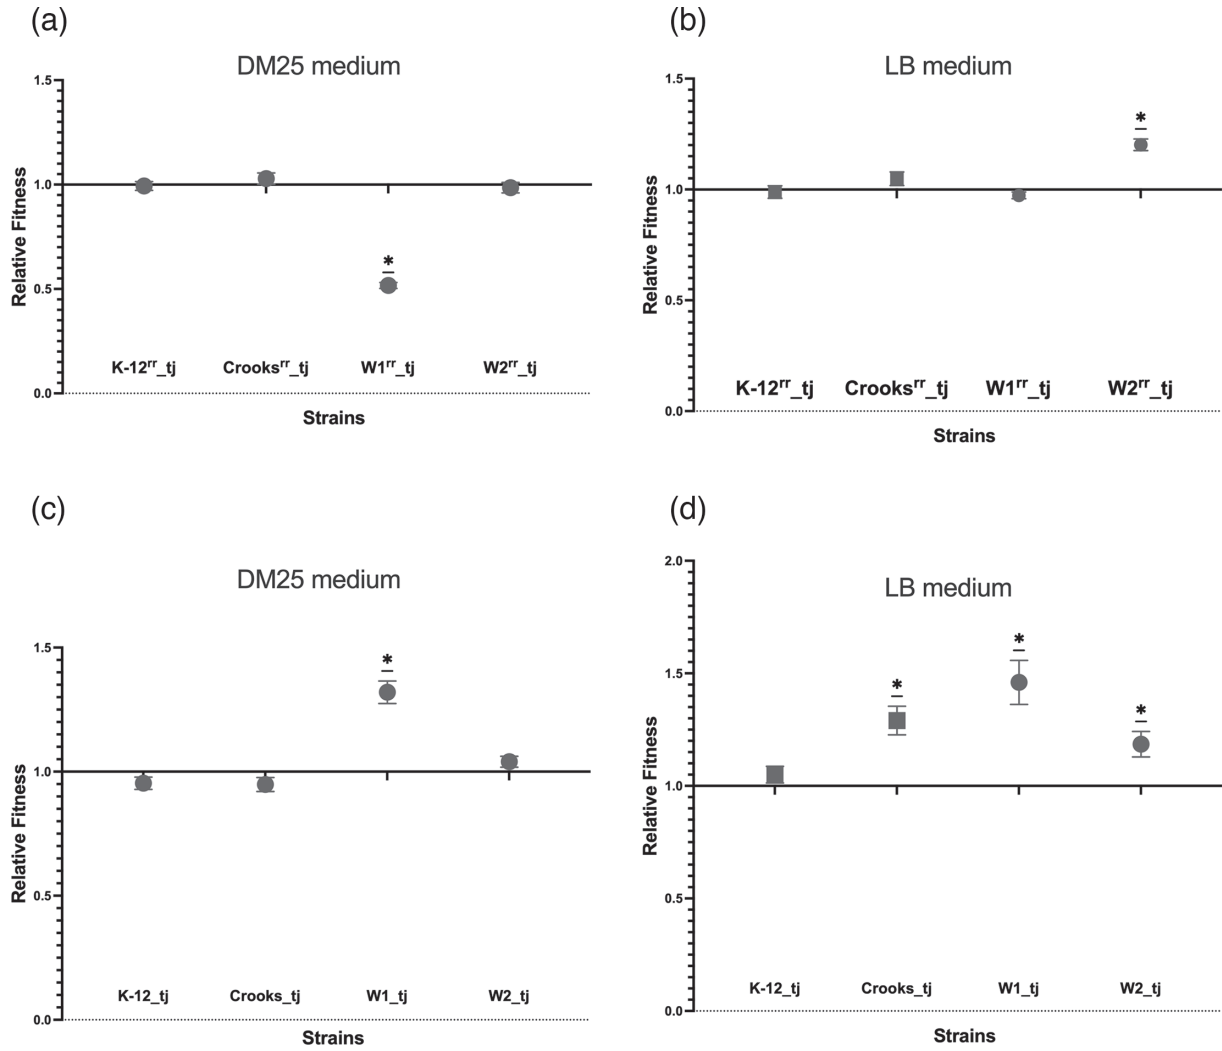 (a)
DM25 medium
1.5
1.0
0.5
0.0
Relative Fitness
*
K-12ʳʳ_tj Crooksʳʳ_tj W1ʳʳ_tj W2ʳʳ_tj
Strains
(b)
LB medium
1.5
1.0
0.5
0.0
Relative Fitness
*
K-12ʳʳ_tj Crooksʳʳ_tj W1ʳʳ_tj W2ʳʳ_tj
Strains
(c)
DM25 medium
1.5
1.0
0.5
0.0
Relative Fitness
*
K-12_tj Crooks_tj W1_tj W2_tj
Strains
(d)
LB medium
2.0
1.5
1.0
0.5
0.0
Relative Fitness
* * *
K-12_tj Crooks_tj W1_tj W2_tj
Strains